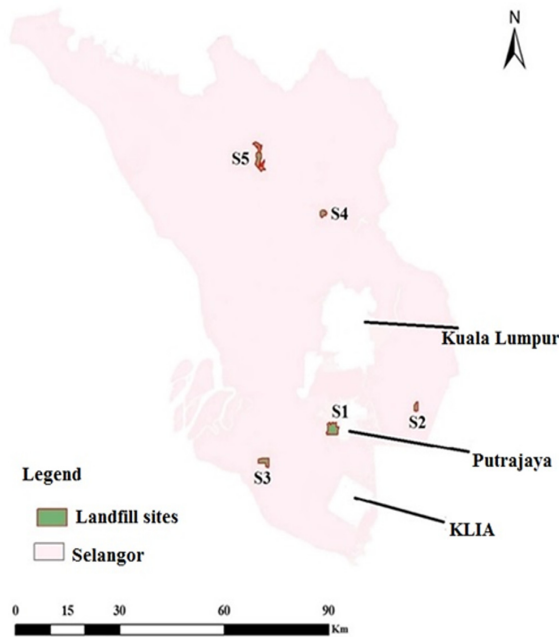 N
S5
S4
Kuala Lumpur
S1
S2
Putrajaya
S3
Legend
Landfill sites
KLIA
Selangor
0 15 30 60 90
Km